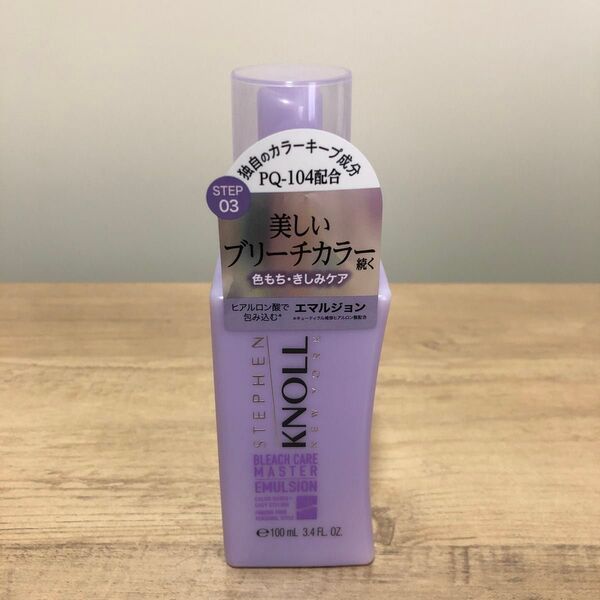 独自のカラーキープ成分
PQ-104配合
STEP
03
美しい
ブリーチカラー
続く
色もち・きしみケア
ヒアルロン酸で
包み込む*
エマルジョン
STEPHEN
KNOLL
NEW YORK
BLEACH CARE
MASTER
EMULSION
℮100 mL 3.4 FL. OZ.